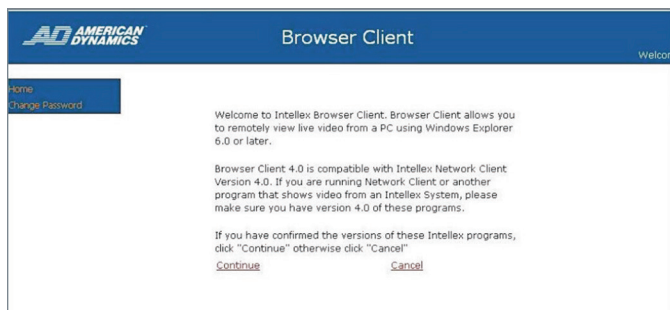 AD AMERICAN
DYNAMICS
Browser Client
Welcom
Home
Change Password
Welcome to Intellex Browser Client. Browser Client allows you
to remotely view live video from a PC using Windows Explorer
6.0 or later.
Browser Client 4.0 is compatible with Intellex Network Client
Version 4.0. If you are running Network Client or another
program that shows video from an Intellex System, please
make sure you have version 4.0 of these programs.
If you have confirmed the versions of these Intellex programs,
click "Continue" otherwise click "Cancel"
Continue Cancel